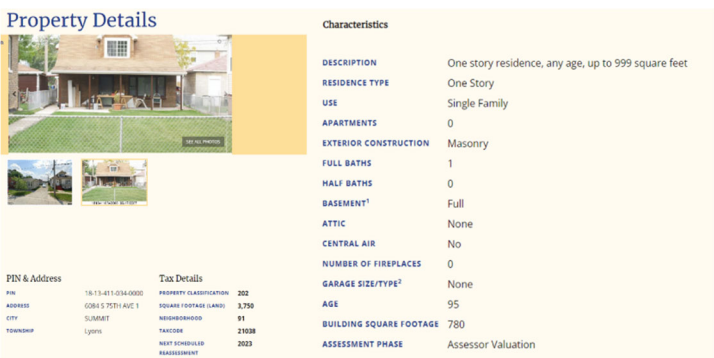 Property Details
SEE ALL PHOTOS
PIN & Address
PIN 18-13-411-034-0000
ADDRESS 6084 S 75TH AVE 1
CITY SUMMIT
TOWNSHIP Lyons
Tax Details
PROPERTY CLASSIFICATION 202
SQUARE FOOTAGE (LAND) 3,750
NEIGHBORHOOD 91
TAXCODE 21038
NEXT SCHEDULED REASSESSMENT 2023
Characteristics
DESCRIPTION One story residence, any age, up to 999 square feet
RESIDENCE TYPE One Story
USE Single Family
APARTMENTS 0
EXTERIOR CONSTRUCTION Masonry
FULL BATHS 1
HALF BATHS 0
BASEMENT¹ Full
ATTIC None
CENTRAL AIR No
NUMBER OF FIREPLACES 0
GARAGE SIZE/TYPE² None
AGE 95
BUILDING SQUARE FOOTAGE 780
ASSESSMENT PHASE Assessor Valuation